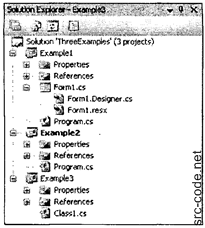 Solution Explorer - Example3
Solution 'ThreeExamples' (3 projects)
Example1
Properties
References
Form1.cs
Form1.Designer.cs
Form1.resx
Program.cs
Example2
Properties
References
Program.cs
Example3
Properties
References
Class1.cs
src-code.net